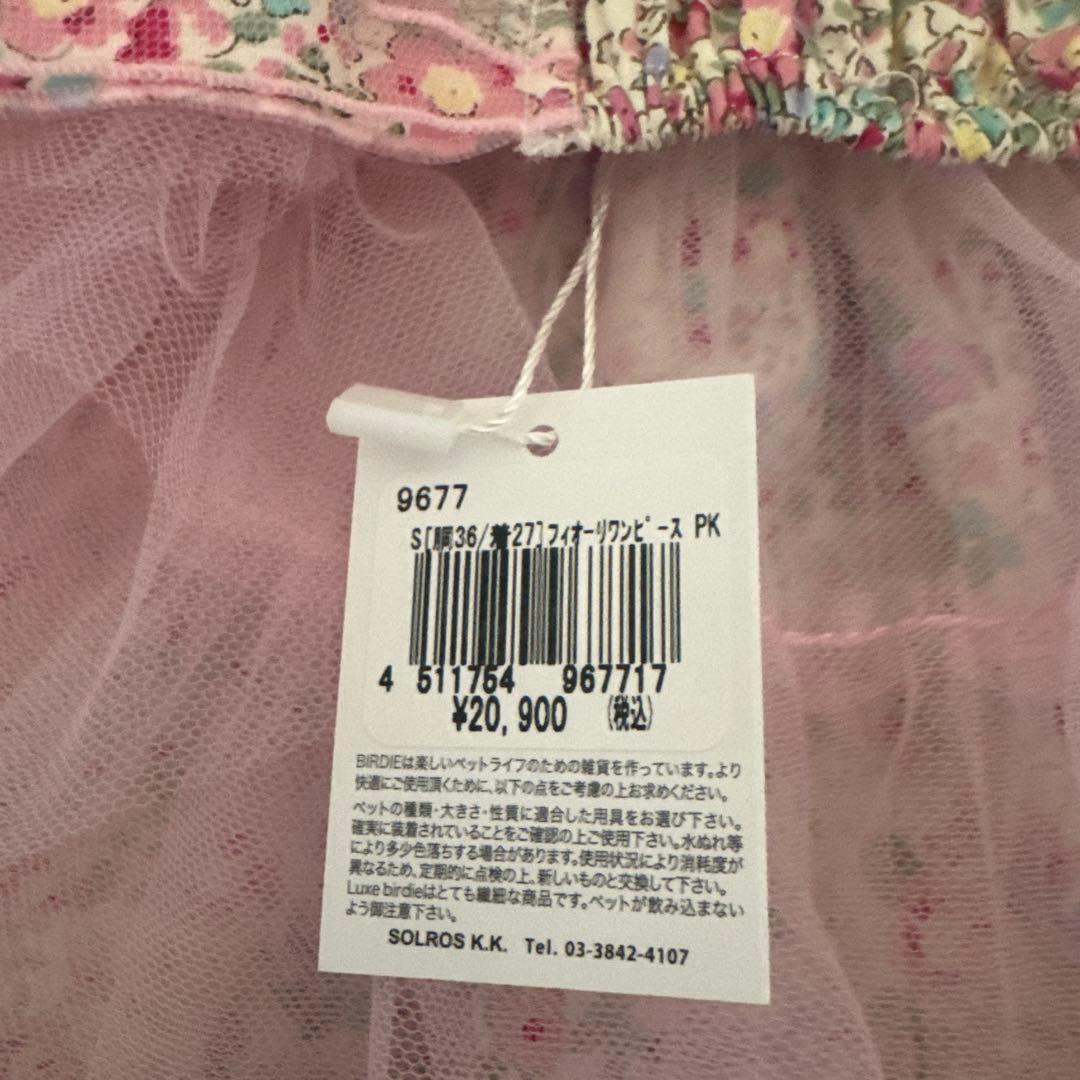 9677
S[胴36/着27]フィオーリワンピース PK
4 511754 967717
¥20,900 (税込)
BIRDIEは楽しいペットライフのための雑貨を作っています。より
快適にご使用頂くために、以下の点をご考慮の上お求めください。
ペットの種類・大きさ・性質に適合した用具をお選び下さい。
確実に装着されていることをご確認の上ご使用下さい。水ぬれ等
により多少色落ちする場合があります。使用状況により消耗度が
異なるため、定期的に点検の上、新しいものと交換して下さい。
Luxe birdieはとても繊細な商品です。ペットが飲み込まない
よう御注意下さい。
SOLROS K.K. Tel. 03-3842-4107